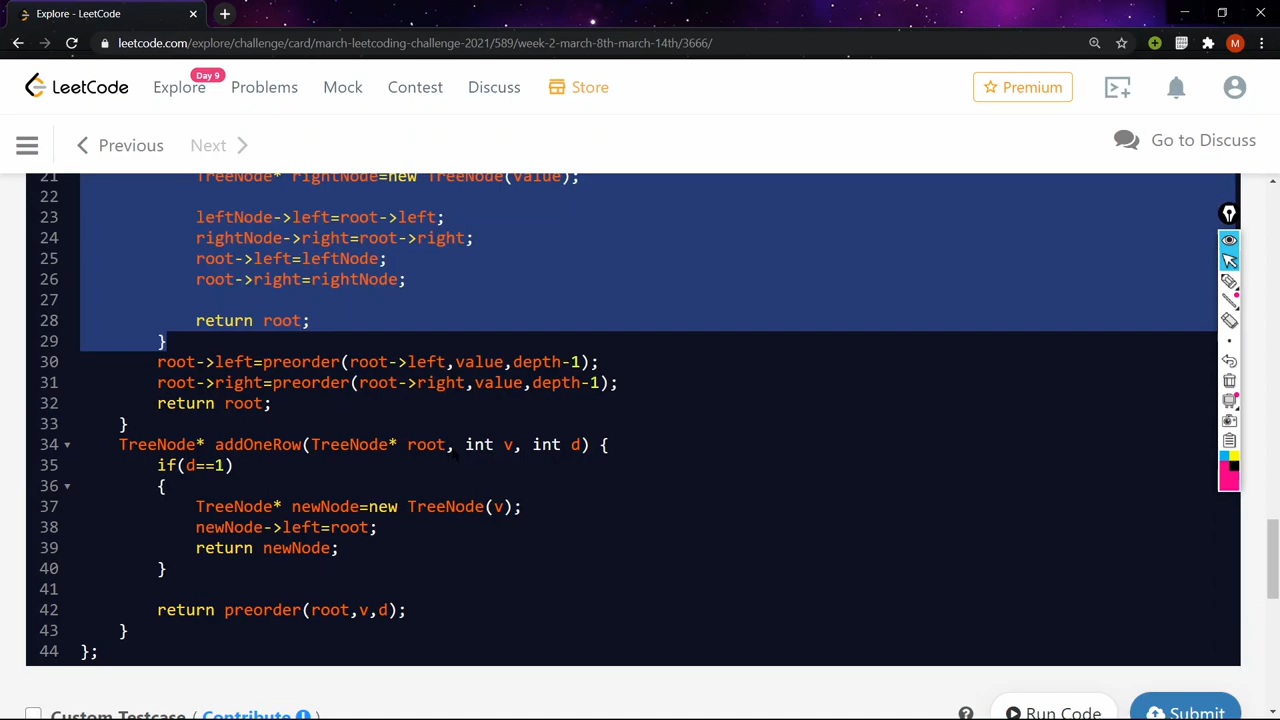 Explore - LeetCode
leetcode.com/explore/challenge/card/march-leetcoding-challenge-2021/589/week-2-march-8th-march-14th/3666/
M
LeetCode
Explore
Day 9
Problems
Mock
Contest
Discuss
Store
Premium
Previous
Next
Go to Discuss
21 TreeNode* rightNode=new TreeNode(value);
22
23 leftNode->left=root->left;
24 rightNode->right=root->right;
25 root->left=leftNode;
26 root->right=rightNode;
27
28 return root;
29 }
30 root->left=preorder(root->left,value,depth-1);
31 root->right=preorder(root->right,value,depth-1);
32 return root;
33 }
34 TreeNode* addOneRow(TreeNode* root, int v, int d) {
35 if(d==1)
36 {
37 TreeNode* newNode=new TreeNode(v);
38 newNode->left=root;
39 return newNode;
40 }
41
42 return preorder(root,v,d);
43 }
44 };
Custom Testcase ( Contribute )
Run Code
Submit